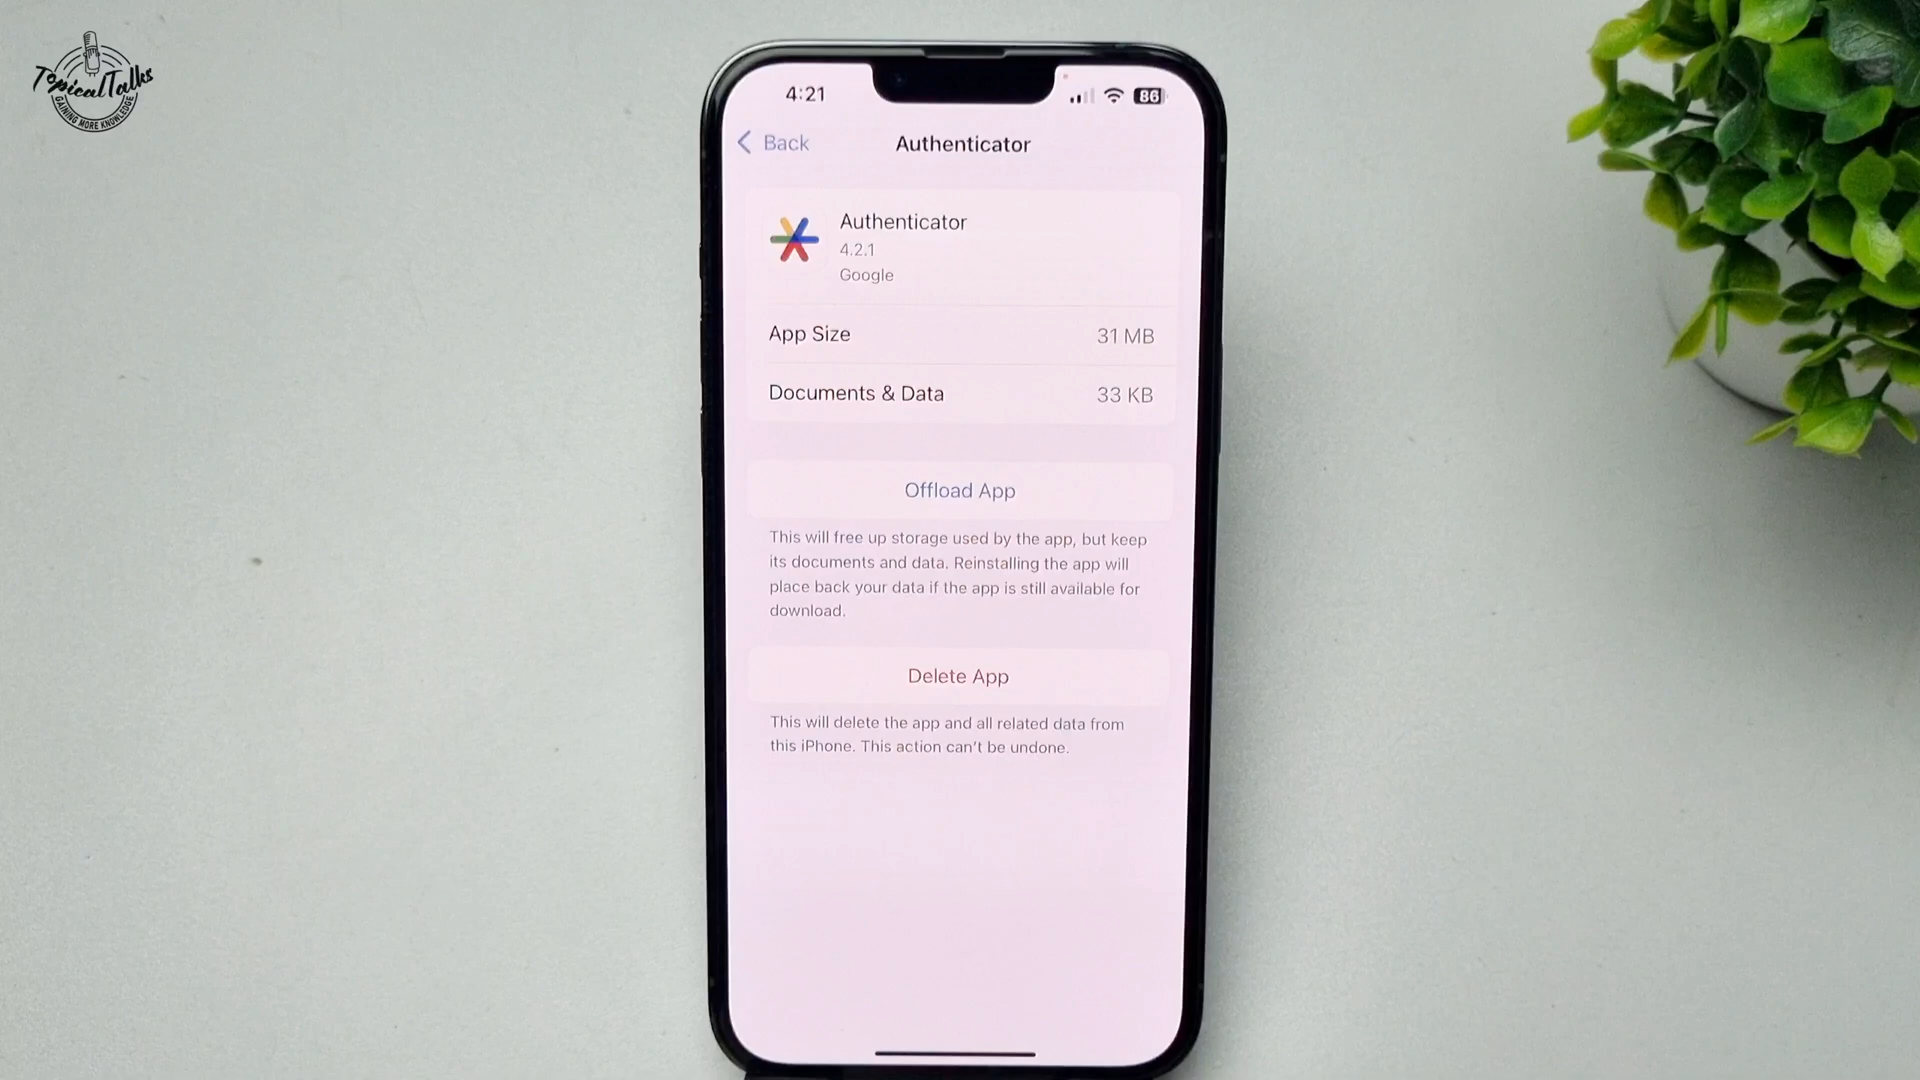 TopicalTalks
GAINING MORE KNOWLEDGE
4:21
86
Back
Authenticator
Authenticator
4.2.1
Google
App Size
31 MB
Documents & Data
33 KB
Offload App
This will free up storage used by the app, but keep
its documents and data. Reinstalling the app will
place back your data if the app is still available for
download.
Delete App
This will delete the app and all related data from
this iPhone. This action can't be undone.